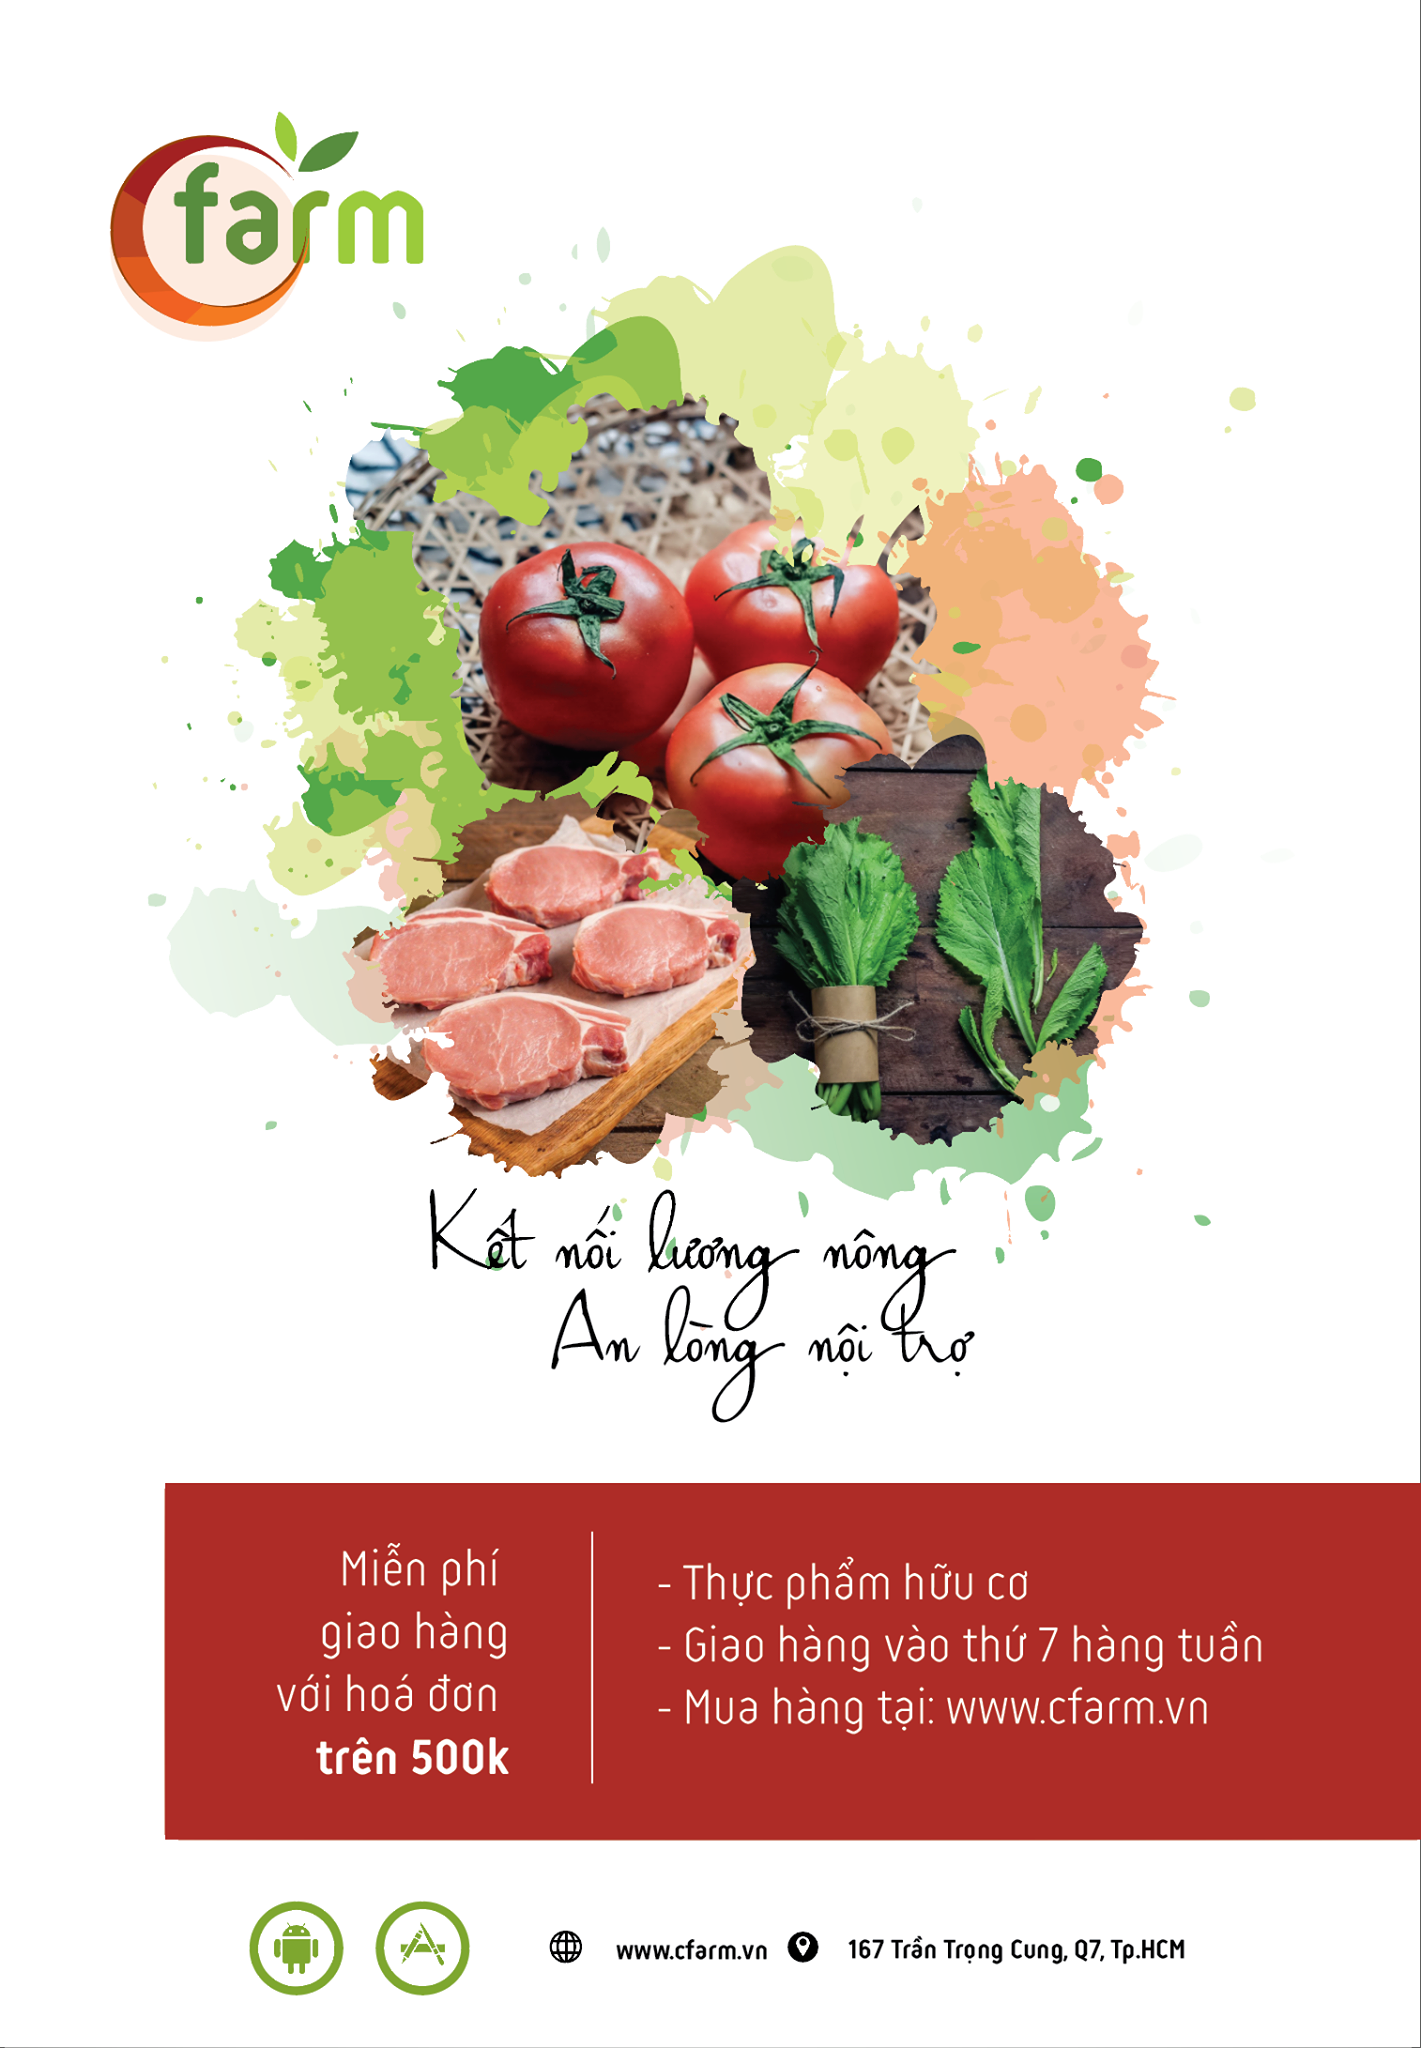 Cfarm
Kết nối lương nông
An lòng nội trợ
Miễn phí
giao hàng
với hoá đơn
trên 500k
- Thực phẩm hữu cơ
- Giao hàng vào thứ 7 hàng tuần
- Mua hàng tại: www.cfarm.vn
www.cfarm.vn
167 Trần Trọng Cung, Q7, Tp.HCM